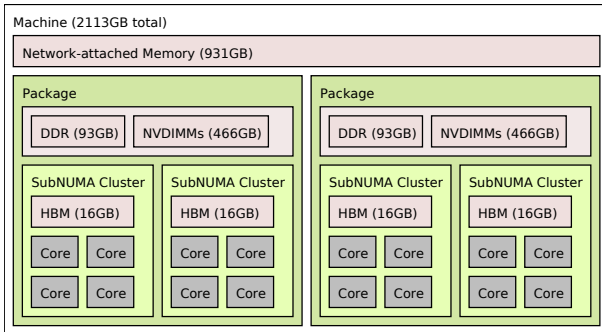 Machine (2113GB total)
Network-attached Memory (931GB)
Package
DDR (93GB) NVDIMMs (466GB)
SubNUMA Cluster SubNUMA Cluster
HBM (16GB) HBM (16GB)
Core Core Core Core
Core Core Core Core
Package
DDR (93GB) NVDIMMs (466GB)
SubNUMA Cluster SubNUMA Cluster
HBM (16GB) HBM (16GB)
Core Core Core Core
Core Core Core Core